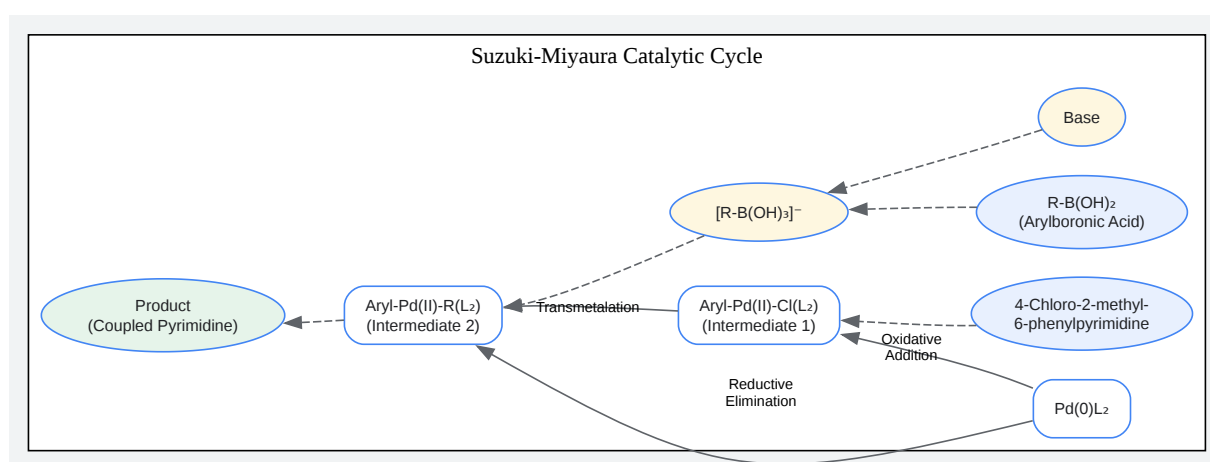 Suzuki-Miyaura Catalytic Cycle
Base
[R-B(OH)₃]⁻
R-B(OH)₂
(Arylboronic Acid)
Product
(Coupled Pyrimidine)
Aryl-Pd(II)-R(L₂)
(Intermediate 2)
Transmetalation
Aryl-Pd(II)-Cl(L₂)
(Intermediate 1)
4-Chloro-2-methyl-
6-phenylpyrimidine
Oxidative
Addition
Reductive
Elimination
Pd(0)L₂